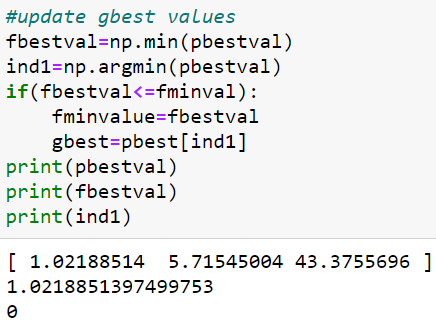 #update gbest values
fbestval=np.min(pbestval)
ind1=np.argmin(pbestval)
if(fbestval<=fminval):
    fminvalue=fbestval
    gbest=pbest[ind1]
print(pbestval)
print(fbestval)
print(ind1)
[ 1.02188514  5.71545004 43.3755696 ]
1.0218851397499753
0